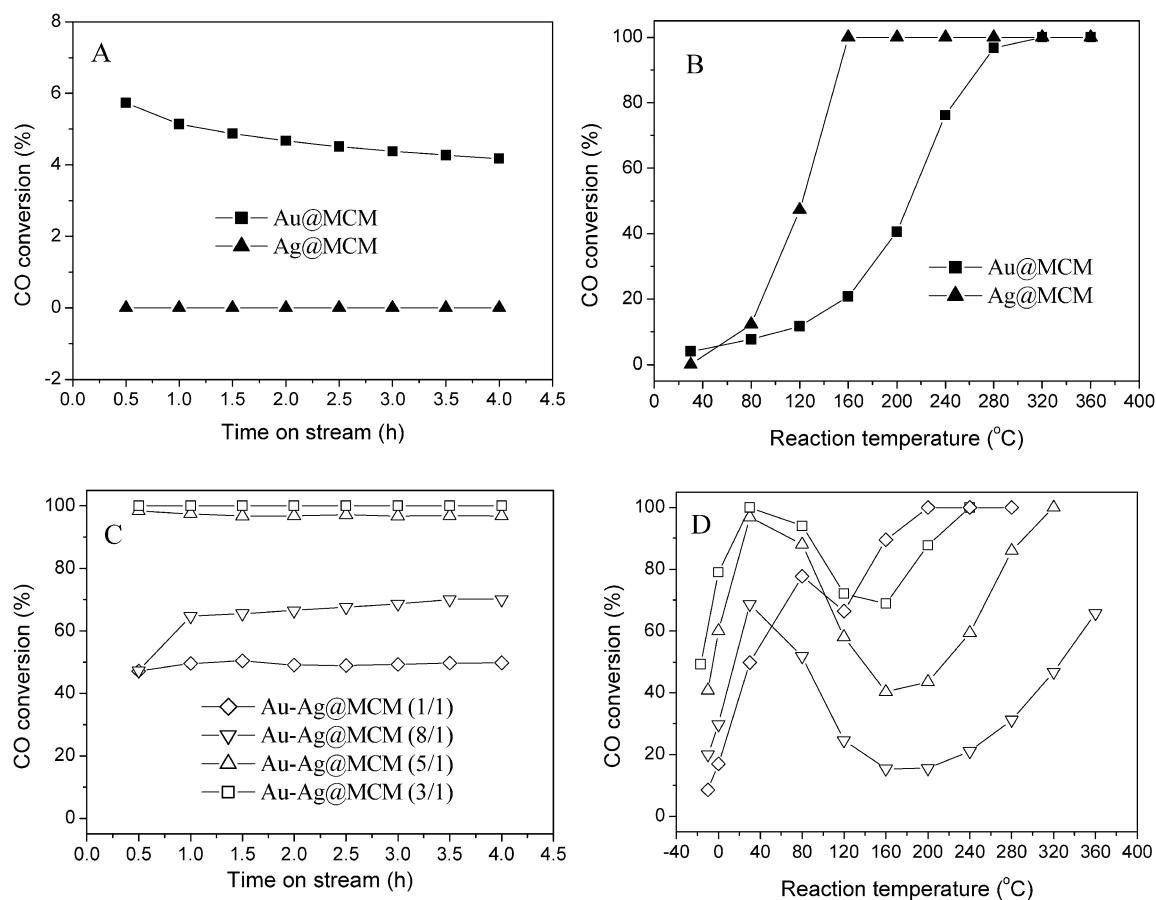 A
CO conversion (%)
8
6
4
2
0
-2
Au@MCM
Ag@MCM
0.0 0.5 1.0 1.5 2.0 2.5 3.0 3.5 4.0 4.5
Time on stream (h)
B
CO conversion (%)
100
80
60
40
20
0
Au@MCM
Ag@MCM
0 40 80 120 160 200 240 280 320 360 400
Reaction temperature (°C)
C
CO conversion (%)
100
80
60
40
20
0
Au-Ag@MCM (1/1)
Au-Ag@MCM (8/1)
Au-Ag@MCM (5/1)
Au-Ag@MCM (3/1)
0.0 0.5 1.0 1.5 2.0 2.5 3.0 3.5 4.0 4.5
Time on stream (h)
D
CO conversion (%)
100
80
60
40
20
0
-40 0 40 80 120 160 200 240 280 320 360 400
Reaction temperature (°C)